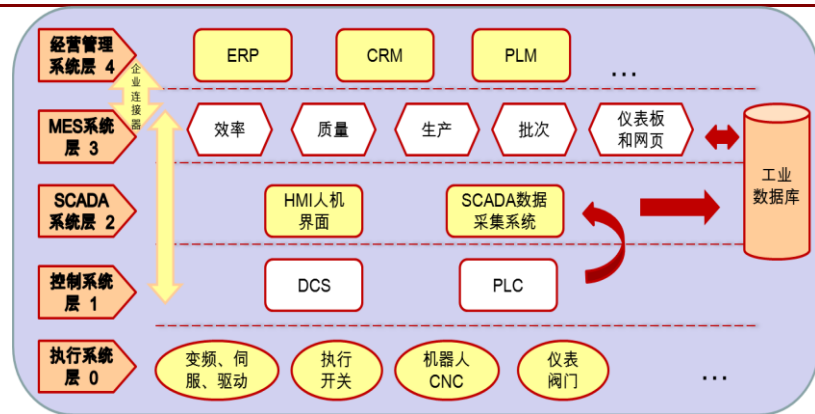 经营管理
系统层 4
企业连接器
ERP
CRM
PLM
...
MES系统
层 3
效率
质量
生产
批次
仪表板
和网页
工业
数据库
SCADA
系统层 2
HMI人机
界面
SCADA数据
采集系统
控制系统
层 1
DCS
PLC
执行系统
层 0
变频、伺
服、驱动
执行
开关
机器人
CNC
仪表
阀门
...